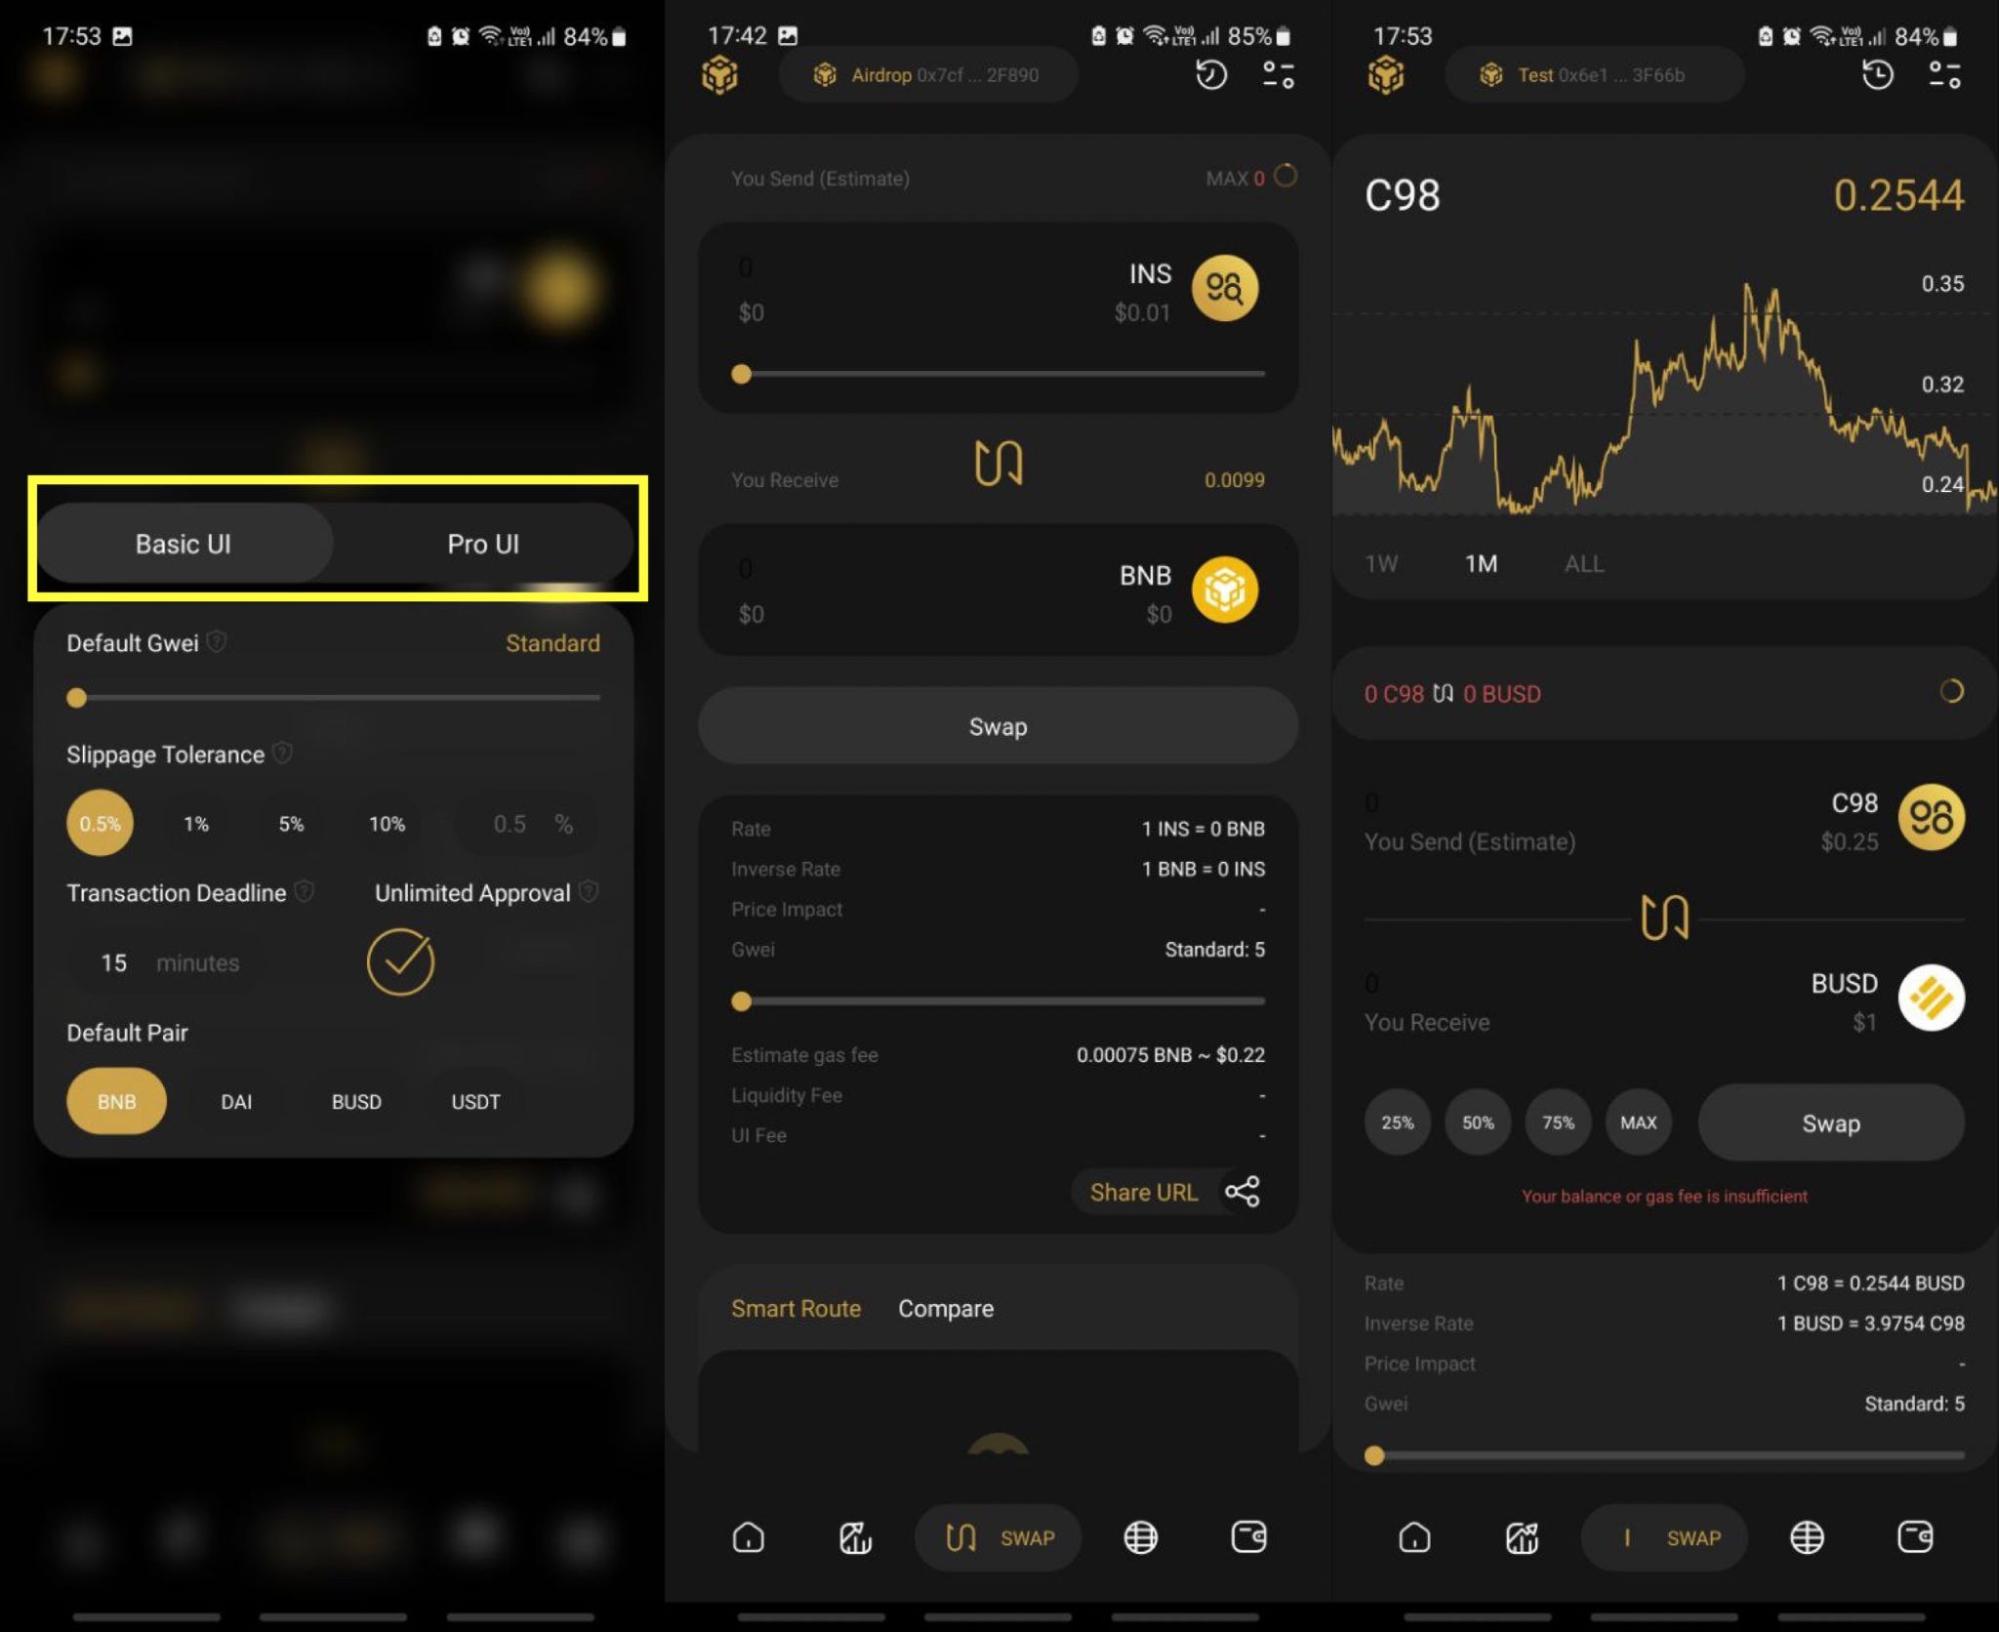 17:53
84%
Basic UI
Pro UI
Default Gwei
Standard
Slippage Tolerance
0.5%
1%
5%
10%
0.5 %
Transaction Deadline
Unlimited Approval
15 minutes
Default Pair
BNB
DAI
BUSD
USDT
17:42
Vo))
LTE1
85%
Airdrop 0x7cf ... 2F890
You Send (Estimate)
MAX 0
0
INS
$0
$0.01
You Receive
0.0099
0
BNB
$0
$0
Swap
Rate
1 INS = 0 BNB
Inverse Rate
1 BNB = 0 INS
Price Impact
-
Gwei
Standard: 5
Estimate gas fee
0.00075 BNB ~ $0.22
Liquidity Fee
-
UI Fee
-
Share URL
Smart Route
Compare
SWAP
17:53
Vo))
LTE1
84%
Test 0x6e1 ... 3F66b
C98
0.2544
0.35
0.32
0.24
1W
1M
ALL
0 C98
0 BUSD
0
C98
You Send (Estimate)
$0.25
0
BUSD
You Receive
$1
25%
50%
75%
MAX
Swap
Your balance or gas fee is insufficient
Rate
1 C98 = 0.2544 BUSD
Inverse Rate
1 BUSD = 3.9754 C98
Price Impact
-
Gwei
Standard: 5
SWAP